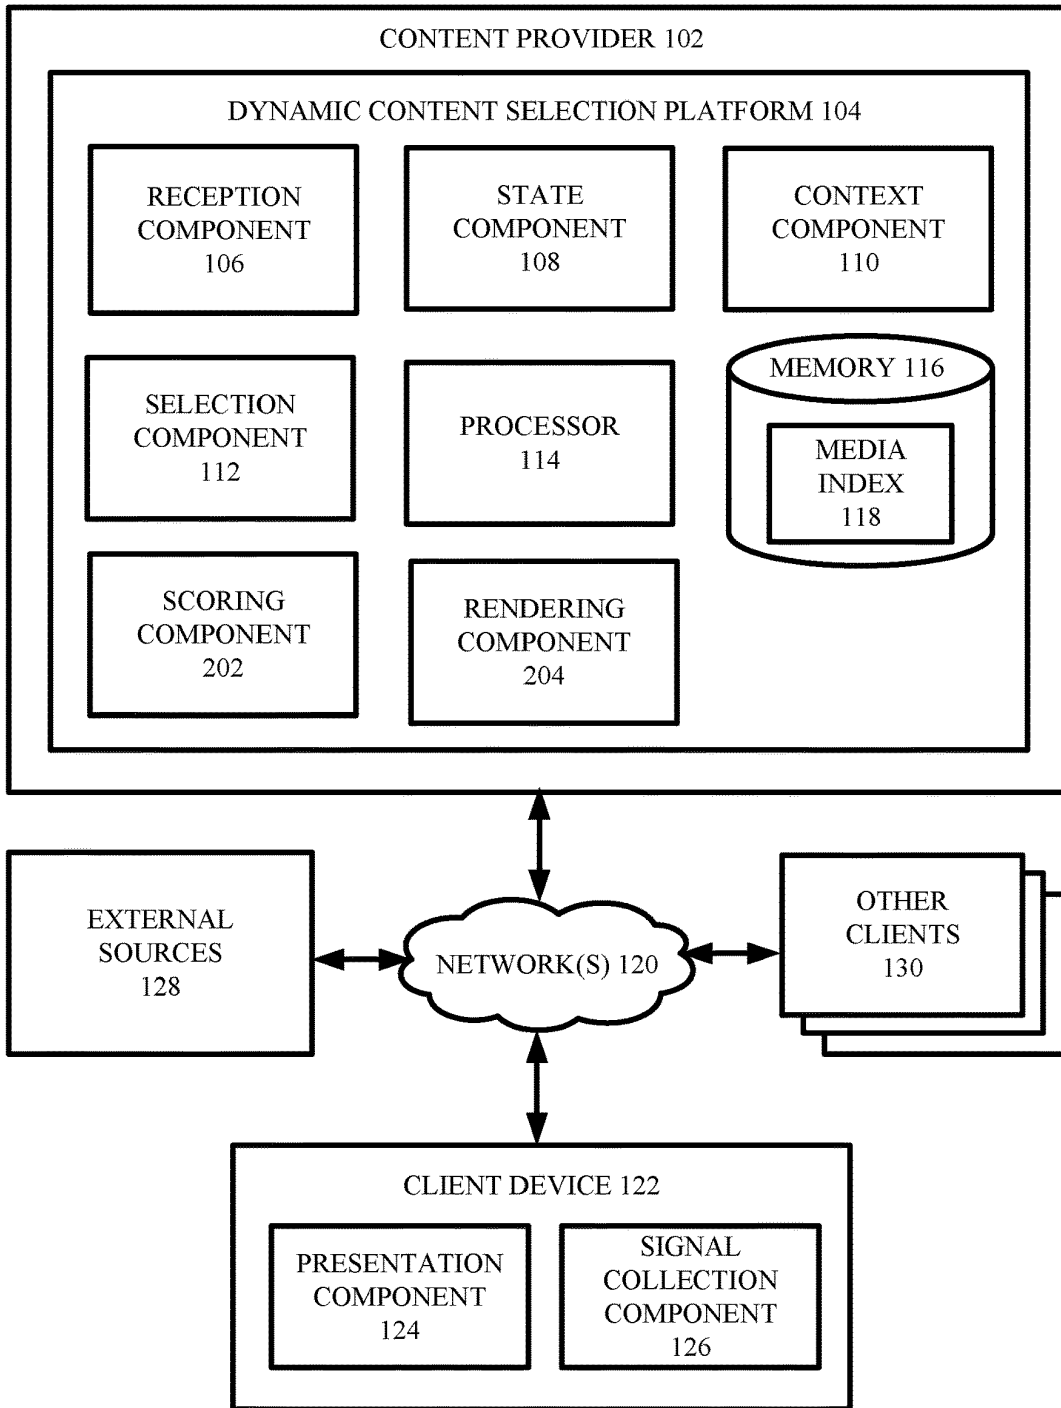 CONTENT PROVIDER 102
DYNAMIC CONTENT SELECTION PLATFORM 104
RECEPTION
COMPONENT
106
STATE
COMPONENT
108
CONTEXT
COMPONENT
110
SELECTION
COMPONENT
112
PROCESSOR
114
MEMORY 116
MEDIA
INDEX
118
SCORING
COMPONENT
202
RENDERING
COMPONENT
204
EXTERNAL
SOURCES
128
NETWORK(S) 120
OTHER
CLIENTS
130
CLIENT DEVICE 122
PRESENTATION
COMPONENT
124
SIGNAL
COLLECTION
COMPONENT
126